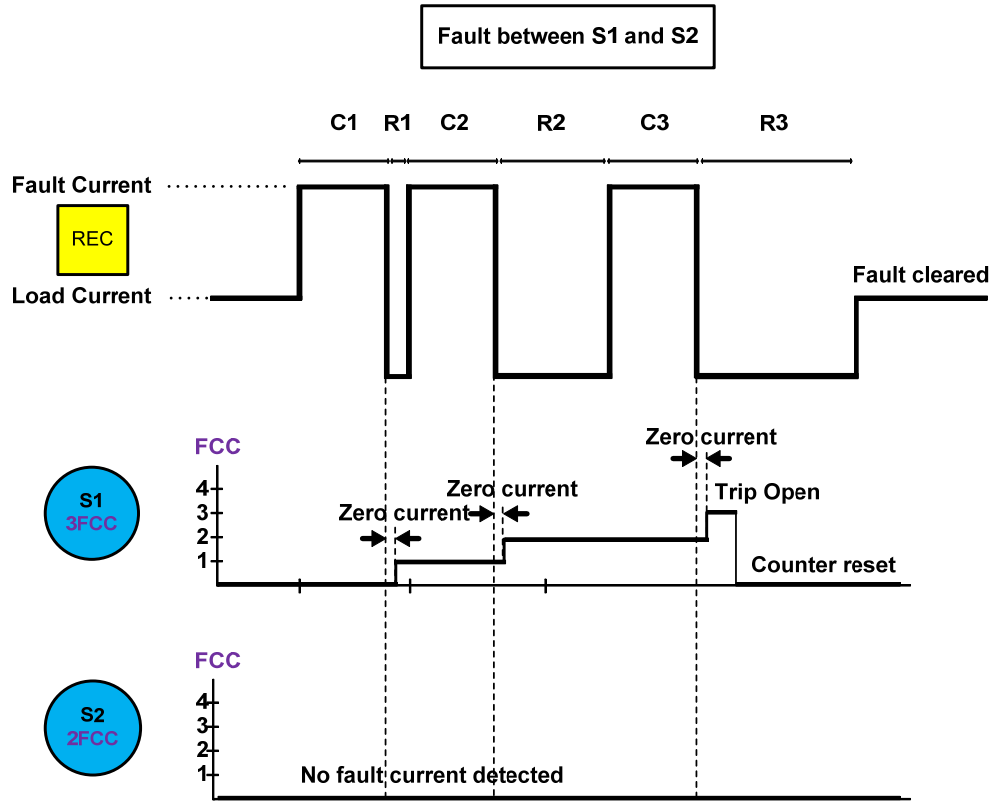 Fault between S1 and S2
C1 R1 C2 R2 C3 R3
Fault Current
REC
Load Current
Fault cleared
FCC
S1
3FCC
4
3
2
1
Zero current
Zero current
Zero current
Trip Open
Counter reset
FCC
S2
2FCC
4
3
2
1
No fault current detected